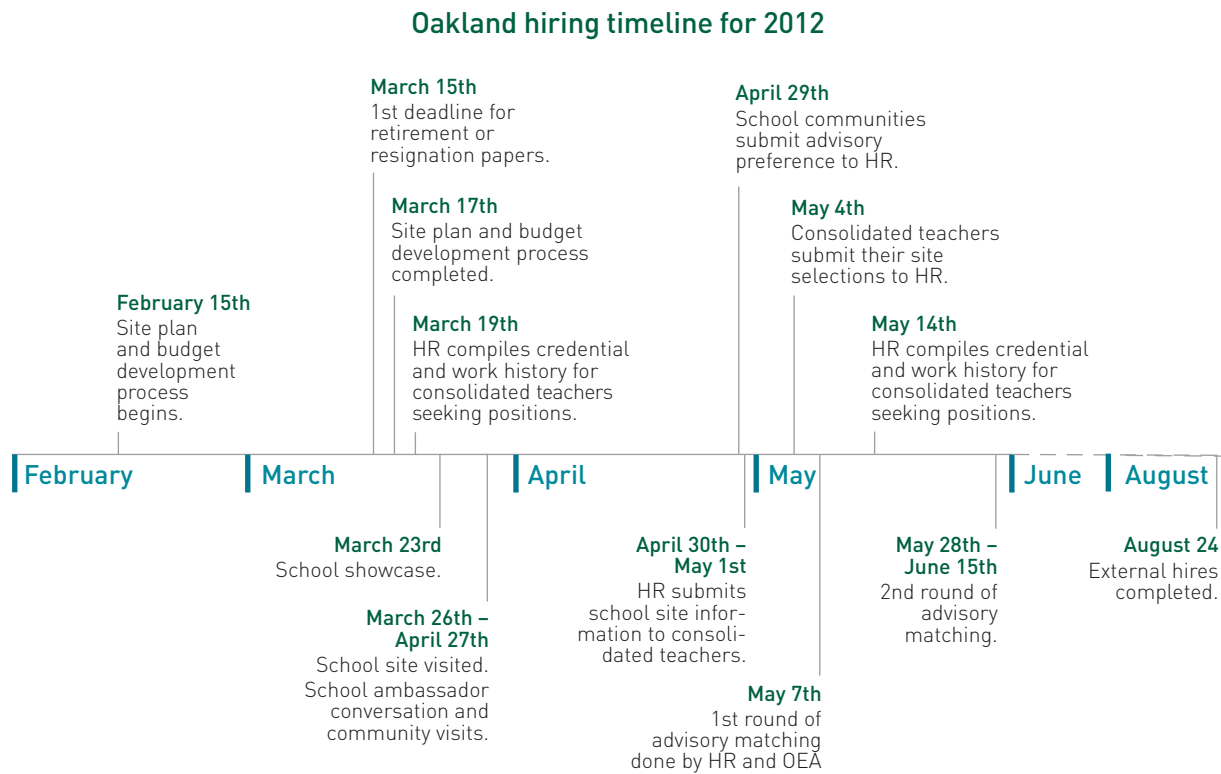 Oakland hiring timeline for 2012
March 15th
1st deadline for
retirement or
resignation papers.
April 29th
School communities
submit advisory
preference to HR.
March 17th
Site plan and budget
development process
completed.
May 4th
Consolidated teachers
submit their site
selections to HR.
February 15th
Site plan
and budget
development
process
begins.
March 19th
HR compiles credential
and work history for
consolidated teachers
seeking positions.
May 14th
HR compiles credential
and work history for
consolidated teachers
seeking positions.
February
March
April
May
June
August
March 23rd
School showcase.
March 26th –
April 27th
School site visited.
School ambassador
conversation and
community visits.
April 30th –
May 1st
HR submits
school site infor-
mation to consoli-
dated teachers.
May 7th
1st round of
advisory matching
done by HR and OEA
May 28th –
June 15th
2nd round of
advisory
matching.
August 24
External hires
completed.